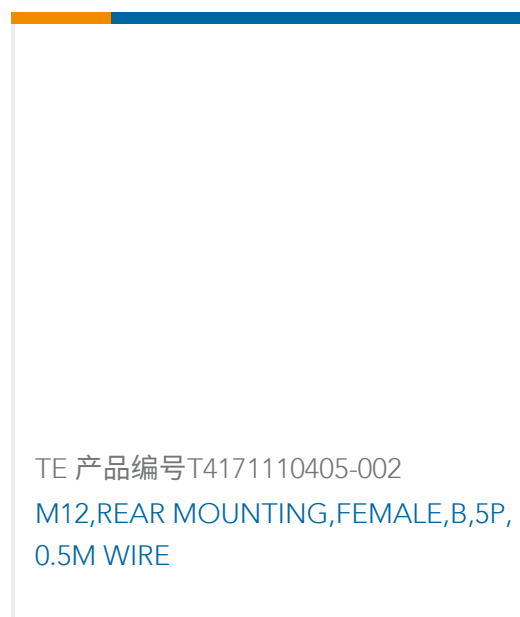 TE 产品编号T4171110405-002
M12,REAR MOUNTING,FEMALE,B,5P,
0.5M WIRE